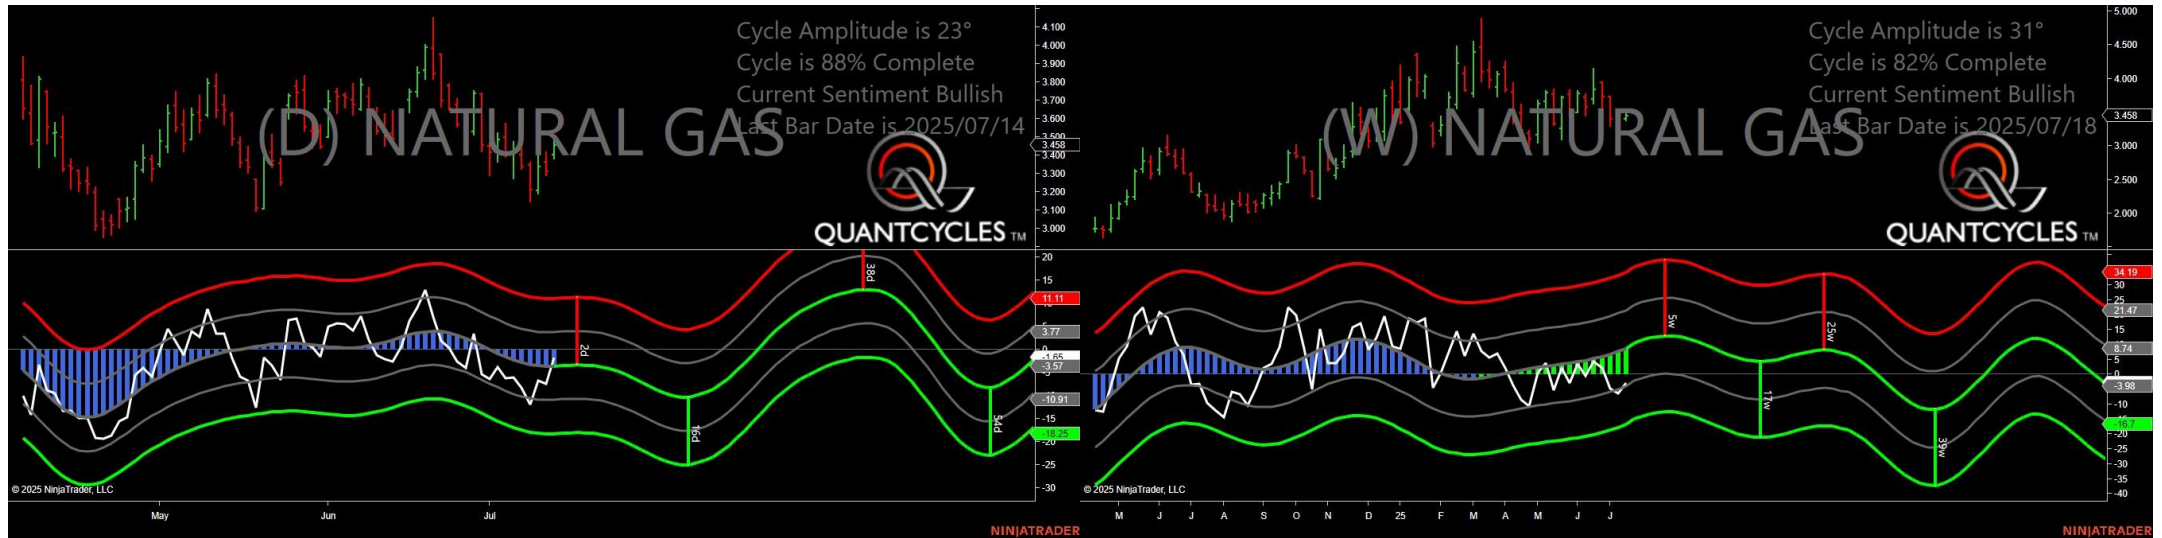 Cycle Amplitude is 23°
Cycle is 88% Complete
Current Sentiment Bullish
Last Bar Date is 2025/07/14
(D) NATURAL GAS
QUANTCYCLES TM
4.100
4.000
3.900
3.800
3.700
3.600
3.500
3.458
3.400
3.300
3.200
3.100
3.000
20
15
11.11
3.77
0
-1.65
-3.57
-10.91
-15
-18.25
-20
-25
-30
2d
16d
38d
54d
© 2025 NinjaTrader, LLC
May
Jun
Jul
NINJATRADER
Cycle Amplitude is 31°
Cycle is 82% Complete
Current Sentiment Bullish
Last Bar Date is 2025/07/18
(W) NATURAL GAS
QUANTCYCLES TM
5.000
4.500
4.000
3.458
3.000
2.500
2.000
34.19
30
25
21.47
15
8.74
5
0
-3.98
-10
-16.7
-20
-25
-30
-35
-40
5w
17w
25w
39w
© 2025 NinjaTrader, LLC
M
J
J
A
S
O
N
D
25
F
M
A
M
J
J
NINJATRADER